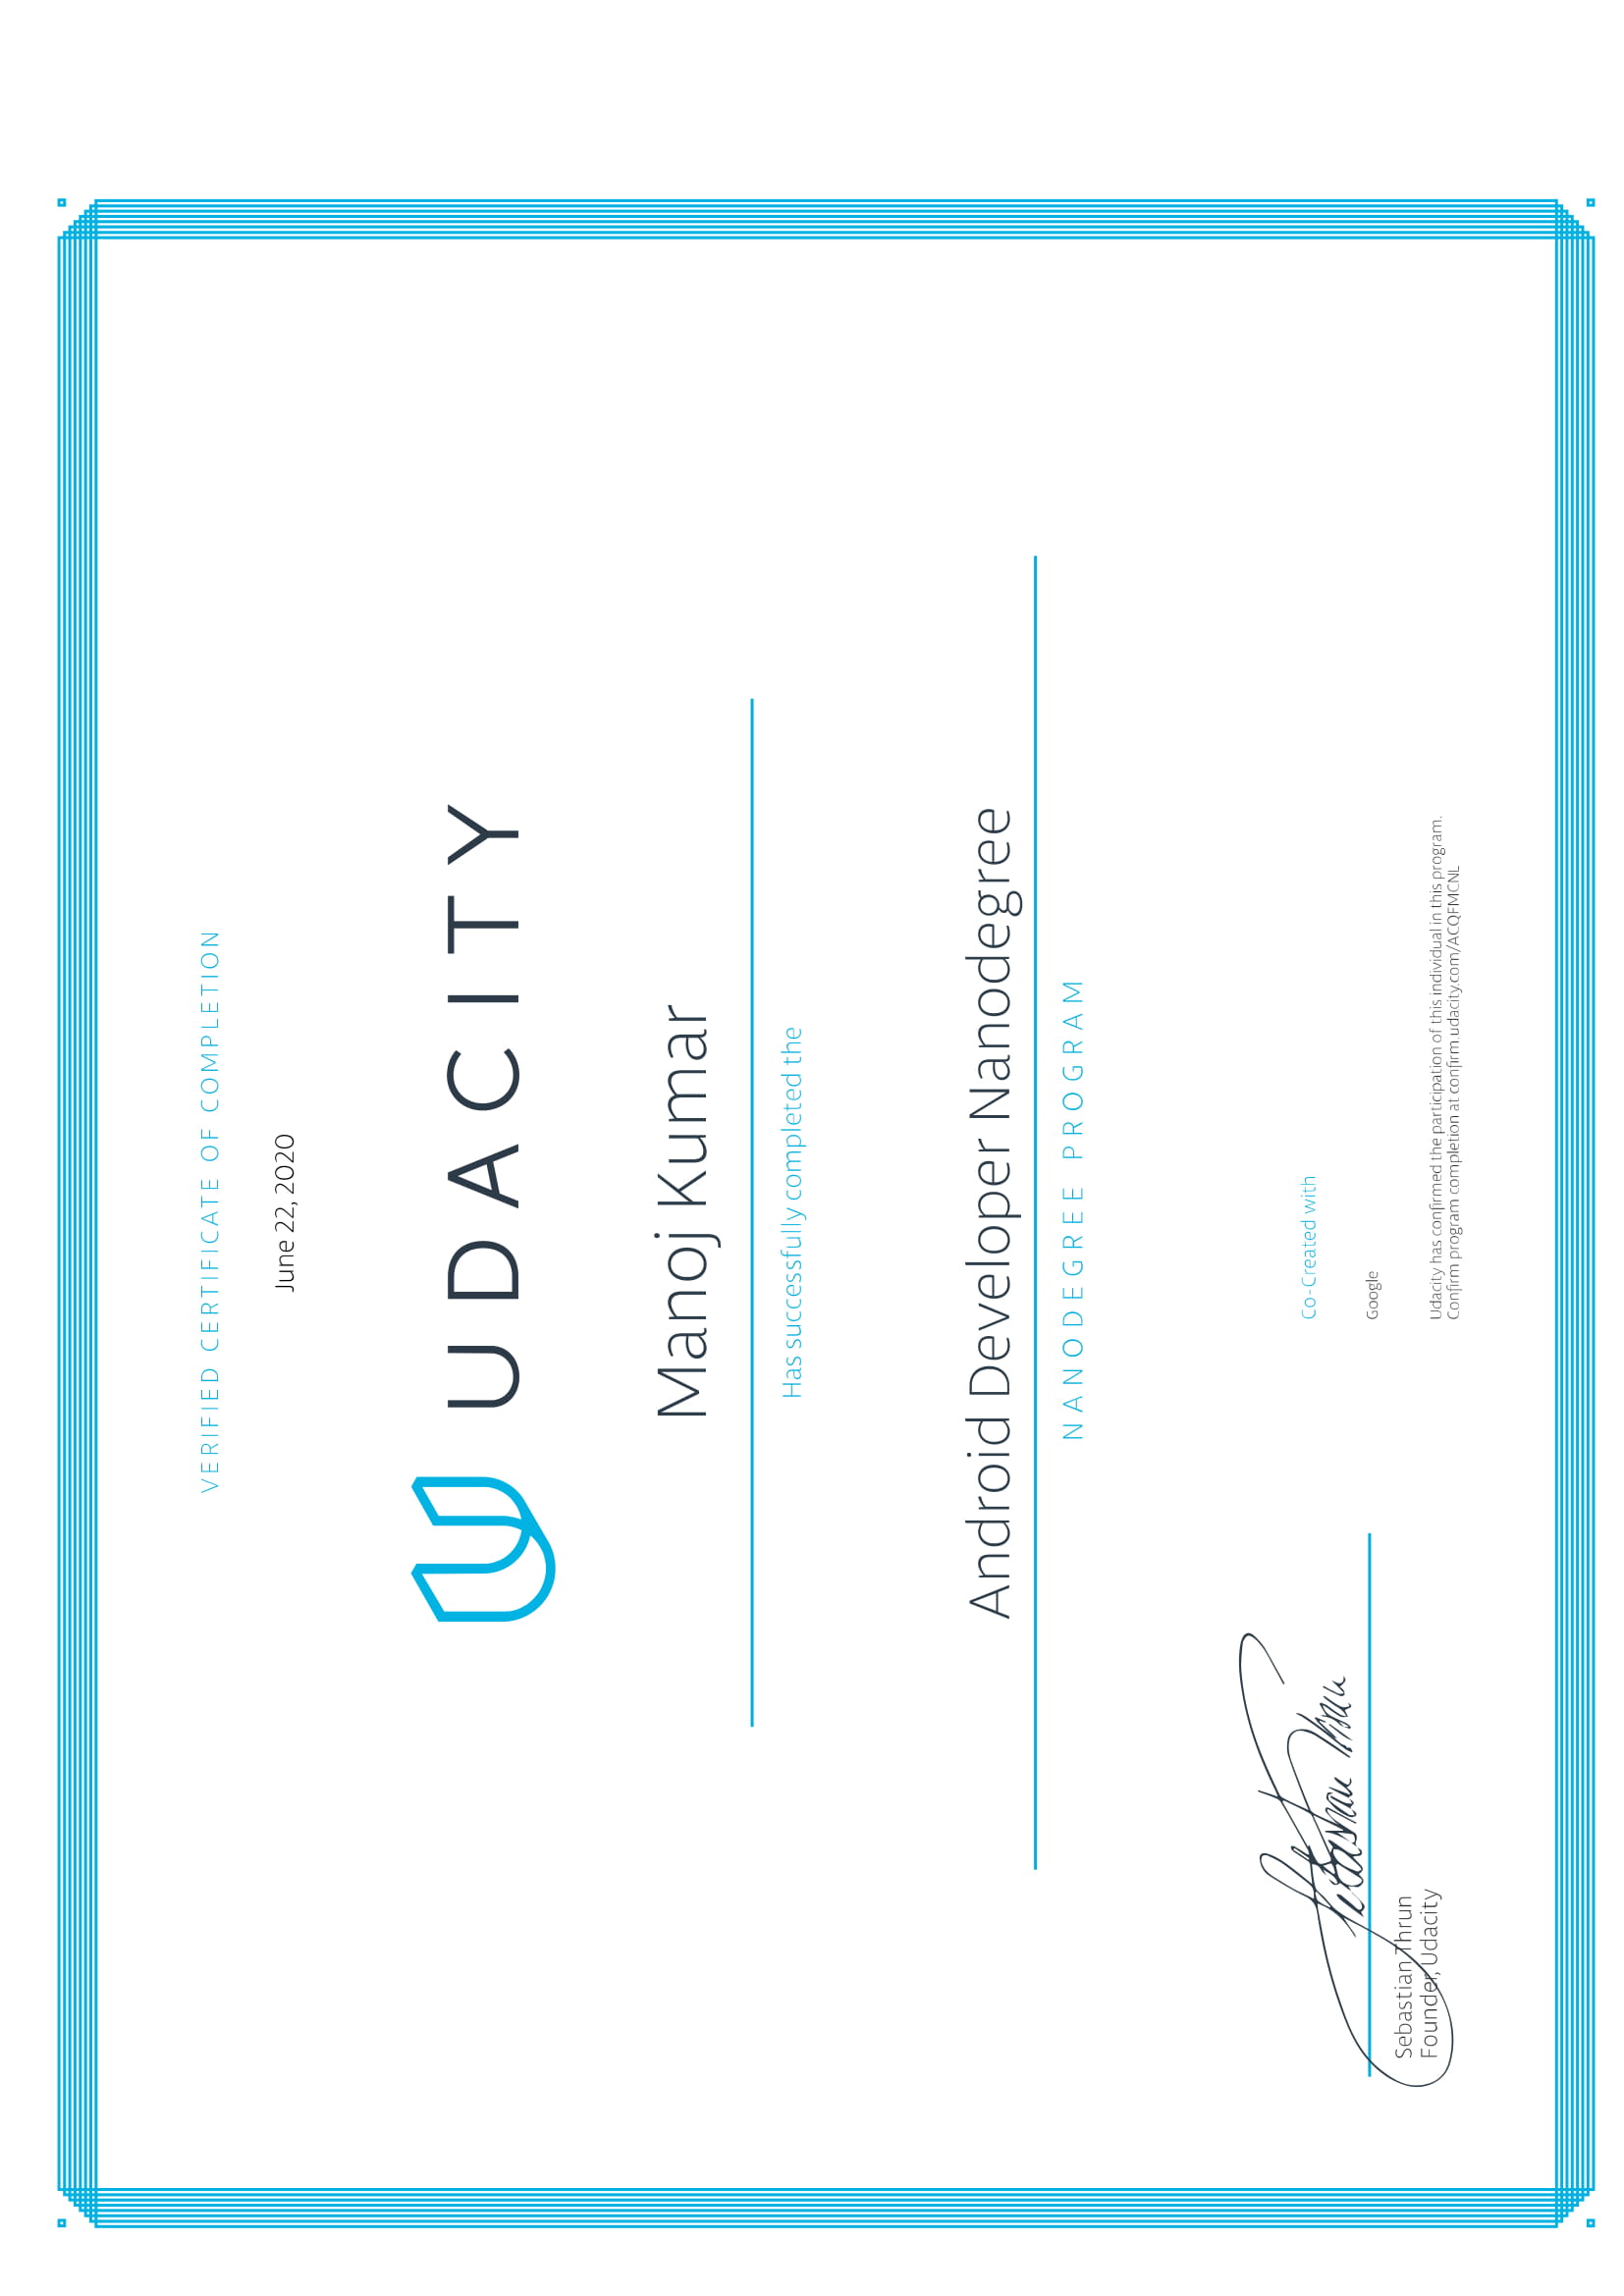 VERIFIED CERTIFICATE OF COMPLETION
June 22, 2020
UDACITY
Manoj Kumar
Has successfully completed the
Android Developer Nanodegree
NANODEGREE PROGRAM
Sebastian Thrun
Sebastian Thrun
Founder, Udacity
Co-Created with
Google
Udacity has confirmed the participation of this individual in this program.
Confirm program completion at confirm.udacity.com/ACQFMCNL